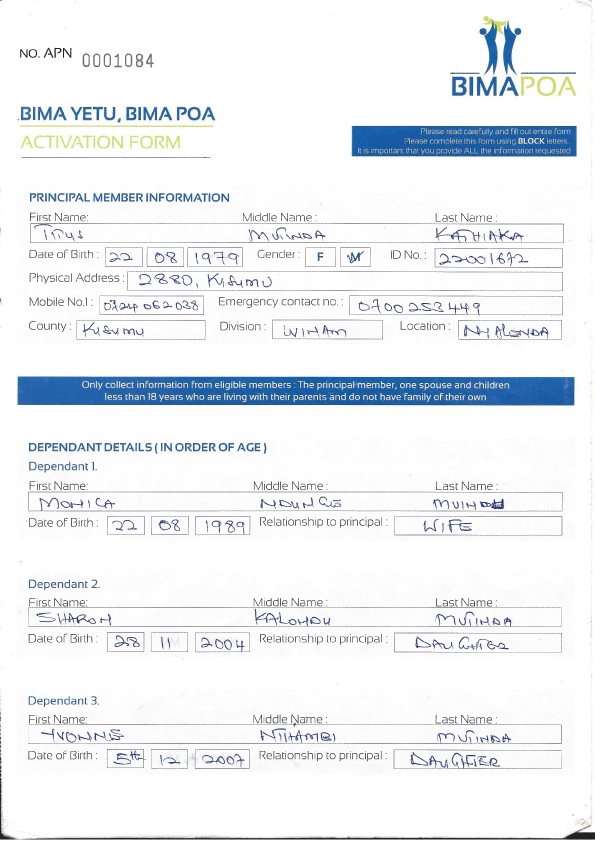 NO. APN 0001084
BIMAPOA
BIMA YETU, BIMA POA
ACTIVATION FORM
Please read carefully and fill out entire form
Please complete this form using BLOCK letters.
It is important that you provide ALL the information requested
PRINCIPAL MEMBER INFORMATION
First Name: Middle Name : Last Name :
TITUS MUTINDA KATHIAKA
Date of Birth : 22 08 1979 Gender : F M ID No.: 22001672
Physical Address : 2880, KISUMU
Mobile No.1 : 0724 062 038 Emergency contact no. : 0700253449
County : KISUMU Division : WINAM Location : NYALENDA
Only collect information from eligible members : The principal member, one spouse and children
less than 18 years who are living with their parents and do not have family of their own
DEPENDANT DETAILS ( IN ORDER OF AGE )
Dependant 1.
First Name: Middle Name : Last Name :
MONICA NDUNGE
Date of Birth : 22 08 1989 Relationship to principal : WIFE
Dependant 2.
First Name: Middle Name : Last Name :
SHARON KALONDU MUTINDA
Date of Birth : 28 11 2004 Relationship to principal : DAUGHTER
Dependant 3.
First Name: Middle Name : Last Name :
YVONNE NTHAMBI MUTINDA
Date of Birth : 5th 12 2007 Relationship to principal : DAUGHTER